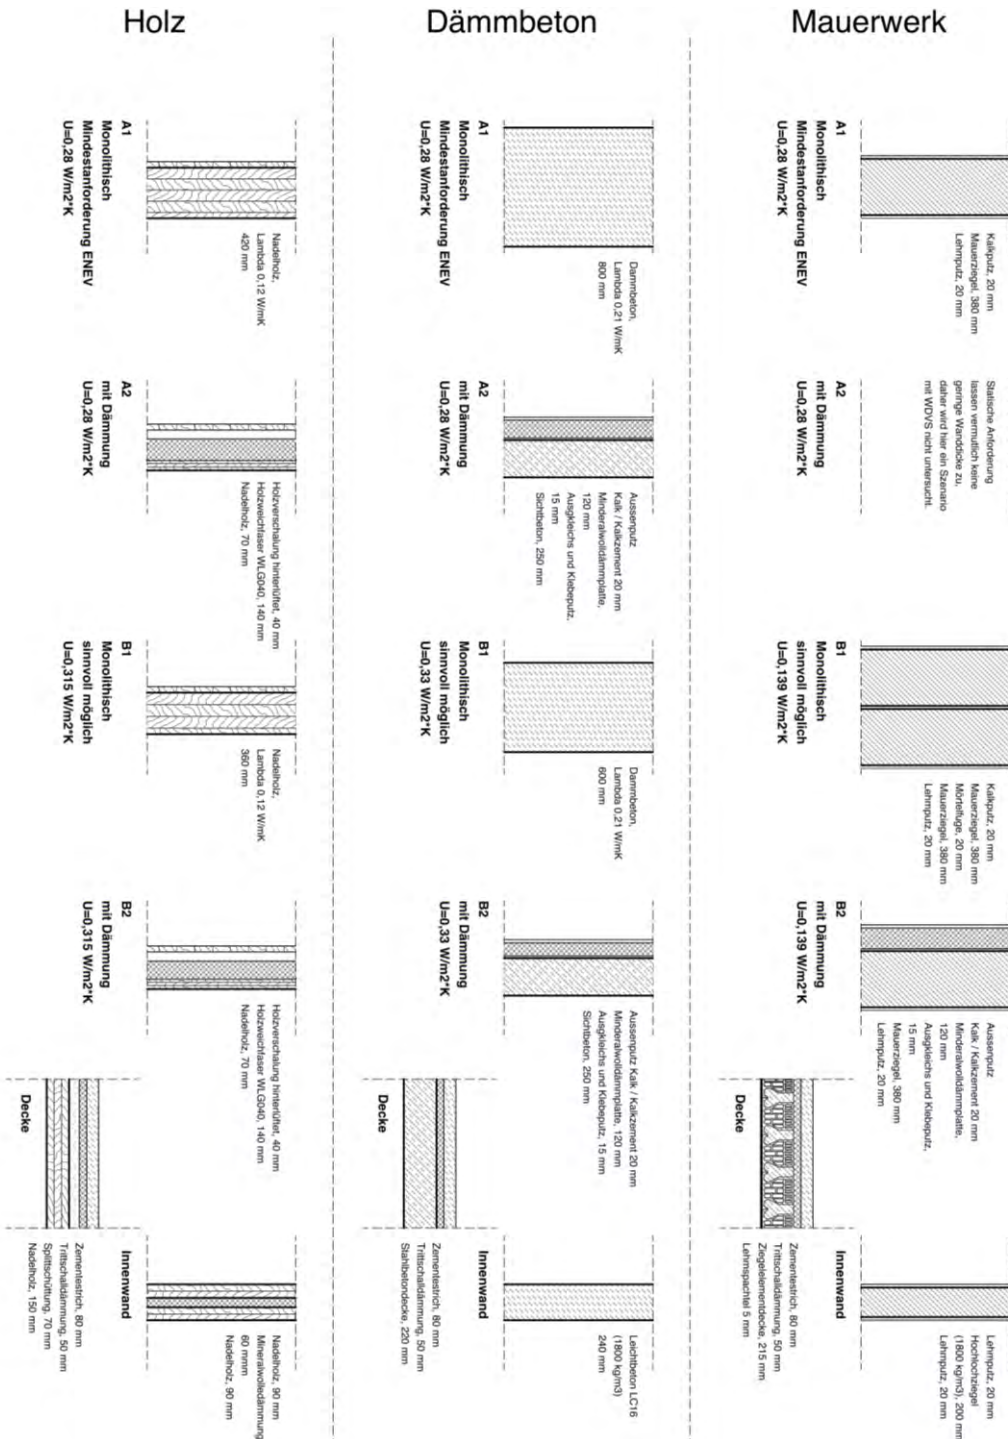 Holz
Dämmbeton
Mauerwerk
A1
Monolithisch
Mindestanforderung ENEV
U=0,28 W/m2*K
Nadelholz,
Lambda 0,12 W/mK
420 mm
A2
mit Dämmung
U=0,28 W/m2*K
Holzverschalung hinterlüftet, 40 mm
Holzweichfaser WLG040, 140 mm
Nadelholz, 70 mm
B1
Monolithisch
sinnvoll möglich
U=0,315 W/m2*K
Nadelholz,
Lambda 0,12 W/mK
360 mm
B2
mit Dämmung
U=0,315 W/m2*K
Holzverschalung hinterlüftet, 40 mm
Holzweichfaser WLG040, 140 mm
Nadelholz, 70 mm
Decke
Zementestrich, 80 mm
Trittschalldämmung, 50 mm
Splittschüttung, 70 mm
Nadelholz, 150 mm
Innenwand
Nadelholz, 90 mm
Mineralwolledämmung
60 mmm
Nadelholz, 90 mm
A1
Monolithisch
Mindestanforderung ENEV
U=0,28 W/m2*K
Dammbeton,
Lambda 0,21 W/mK
800 mm
A2
mit Dämmung
U=0,28 W/m2*K
Aussenputz
Kalk / Kalkzement 20 mm
Minderalwolldämmplatte,
120 mm
Ausgkleichs und Klebeputz,
15 mm
Sichtbeton, 250 mm
B1
Monolithisch
sinnvoll möglich
U=0,33 W/m2*K
Dammbeton,
Lambda 0,21 W/mK
600 mm
B2
mit Dämmung
U=0,33 W/m2*K
Aussenputz Kalk / Kalkzement 20 mm
Minderalwolldämmplatte, 120 mm
Ausgkleichs und Klebeputz, 15 mm
Sichtbeton, 250 mm
Decke
Zementestrich, 80 mm
Trittschalldämmung, 50 mm
Stahlbetondecke, 220 mm
Innenwand
Leichtbeton LC16
(1800 kg/m3)
240 mm
A1
Monolithisch
Mindestanforderung ENEV
U=0,28 W/m2*K
Kalkputz, 20 mm
Mauerziegel, 380 mm
Lehmputz, 20 mm
A2
Statische Anforderung
lassen vermutlich keine
geringe Wanddicke zu,
daher wird hier ein Szenario
mit WDVS nicht untersucht.
B1
Monolithisch
sinnvoll möglich
U=0,139 W/m2*K
Kalkputz, 20 mm
Mauerziegel, 380 mm
Mörtelfuge, 20 mm
Mauerziegel, 380 mm
Lehmputz, 20 mm
B2
mit Dämmung
U=0,139 W/m2*K
Aussenputz
Kalk / Kalkzement 20 mm
Minderalwolldämmplatte,
120 mm
Ausgkleichs und Klebeputz,
15 mm
Mauerziegel, 380 mm
Lehmputz, 20 mm
Decke
Zementestrich, 80 mm
Trittschalldämmung, 50 mm
Ziegelelementdecke, 215 mm
Lehmspachtel 5 mm
Innenwand
Lehmputz, 20 mm
Hochlochziegel
(1800 kg/m3), 200 mm
Lehmputz, 20 mm